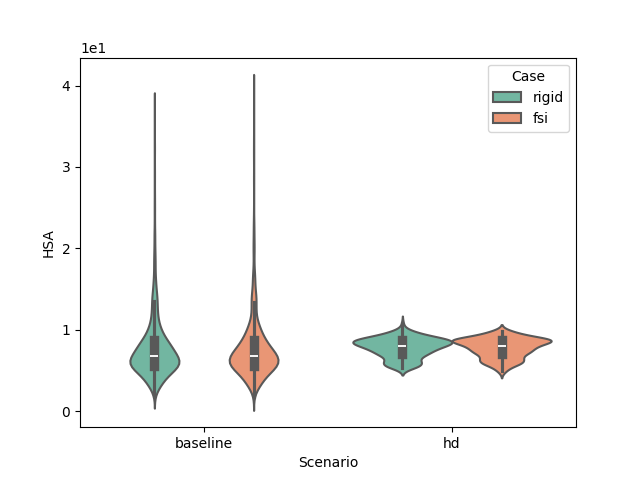 1e1
Case
rigid
fsi
4
3
2
1
0
HSA
baseline
hd
Scenario